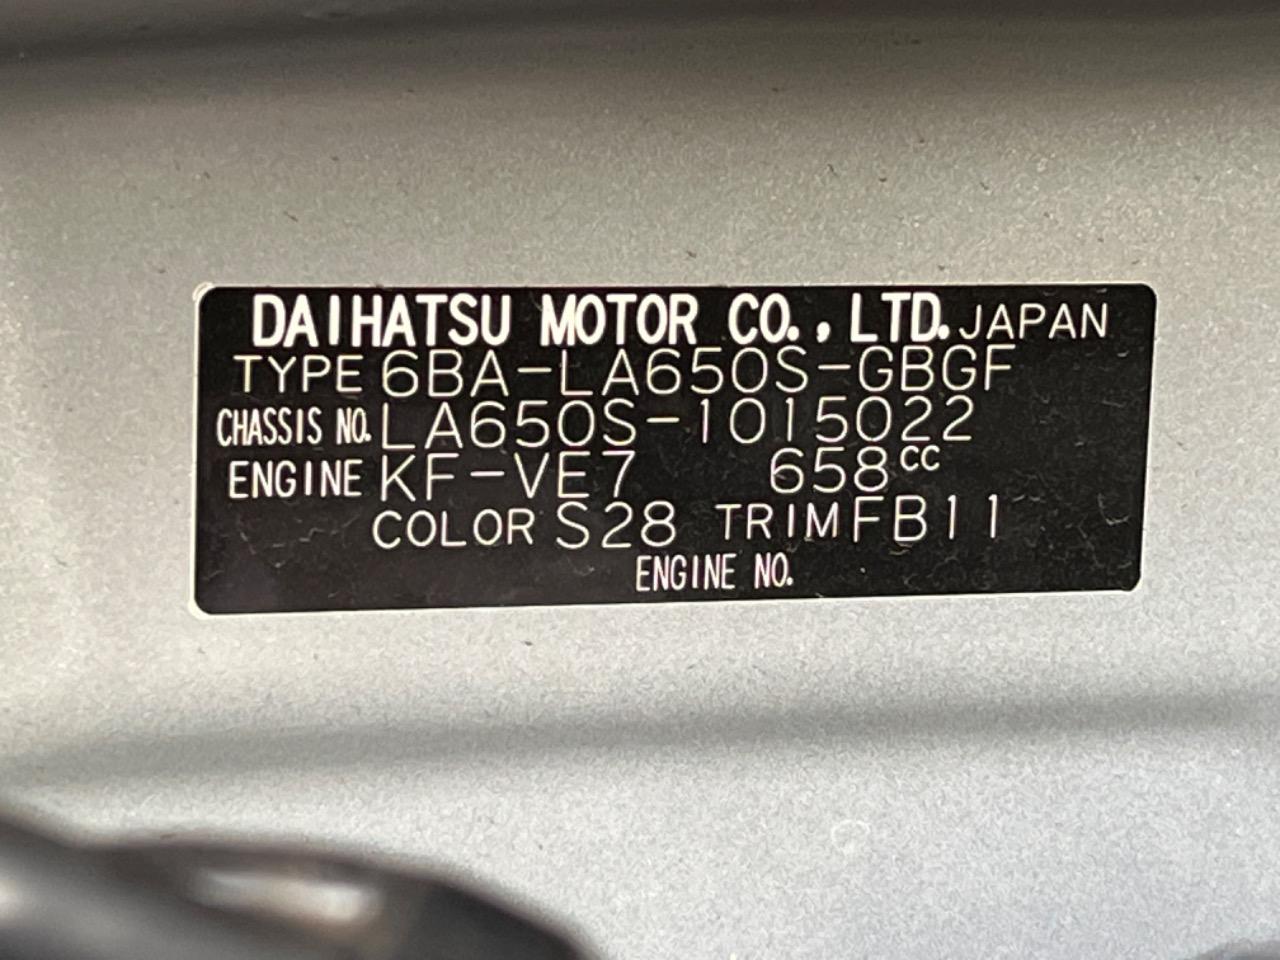 DAIHATSU MOTOR CO., LTD. JAPAN
TYPE 6BA-LA650S-GBGF
CHASSIS NO. LA650S-1015022
ENGINE KF-VE7 658cc
COLOR S28 TRIM FB11
ENGINE NO.